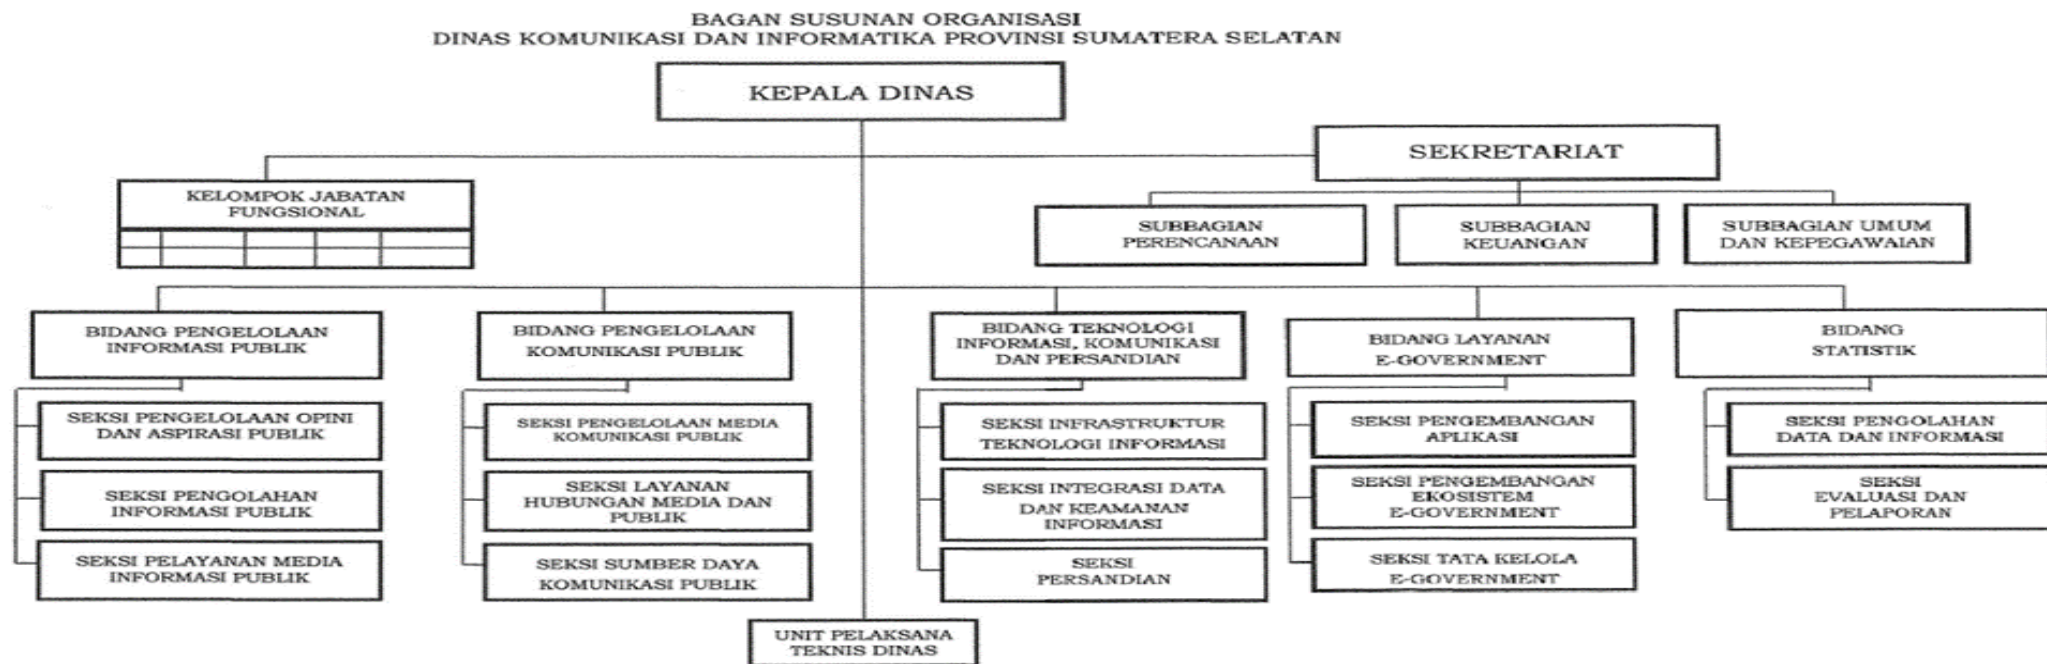 BAGAN SUSUNAN ORGANISASI
DINAS KOMUNIKASI DAN INFORMATIKA PROVINSI SUMATERA SELATAN
KEPALA DINAS
SEKRETARIAT
KELOMPOK JABATAN
FUNGSIONAL
SUBBAGIAN
PERENCANAAN
SUBBAGIAN
KEUANGAN
SUBBAGIAN UMUM
DAN KEPEGAWAIAN
BIDANG PENGELOLAAN
INFORMASI PUBLIK
BIDANG PENGELOLAAN
KOMUNIKASI PUBLIK
BIDANG TEKNOLOGI
INFORMASI, KOMUNIKASI
DAN PERSANDIAN
BIDANG LAYANAN
E-GOVERNMENT
BIDANG
STATISTIK
SEKSI PENGELOLAAN OPINI
DAN ASPIRASI PUBLIK
SEKSI PENGOLAHAN
INFORMASI PUBLIK
SEKSI PELAYANAN MEDIA
INFORMASI PUBLIK
SEKSI PENGELOLAAN MEDIA
KOMUNIKASI PUBLIK
SEKSI LAYANAN
HUBUNGAN MEDIA DAN
PUBLIK
SEKSI SUMBER DAYA
KOMUNIKASI PUBLIK
SEKSI INFRASTRUKTUR
TEKNOLOGI INFORMASI
SEKSI INTEGRASI DATA
DAN KEAMANAN
INFORMASI
SEKSI
PERSANDIAN
SEKSI PENGEMBANGAN
APLIKASI
SEKSI PENGEMBANGAN
EKOSISTEM
E-GOVERNMENT
SEKSI TATA KELOLA
E-GOVERNMENT
SEKSI PENGOLAHAN
DATA DAN INFORMASI
SEKSI
EVALUASI DAN
PELAPORAN
UNIT PELAKSANA
TEKNIS DINAS